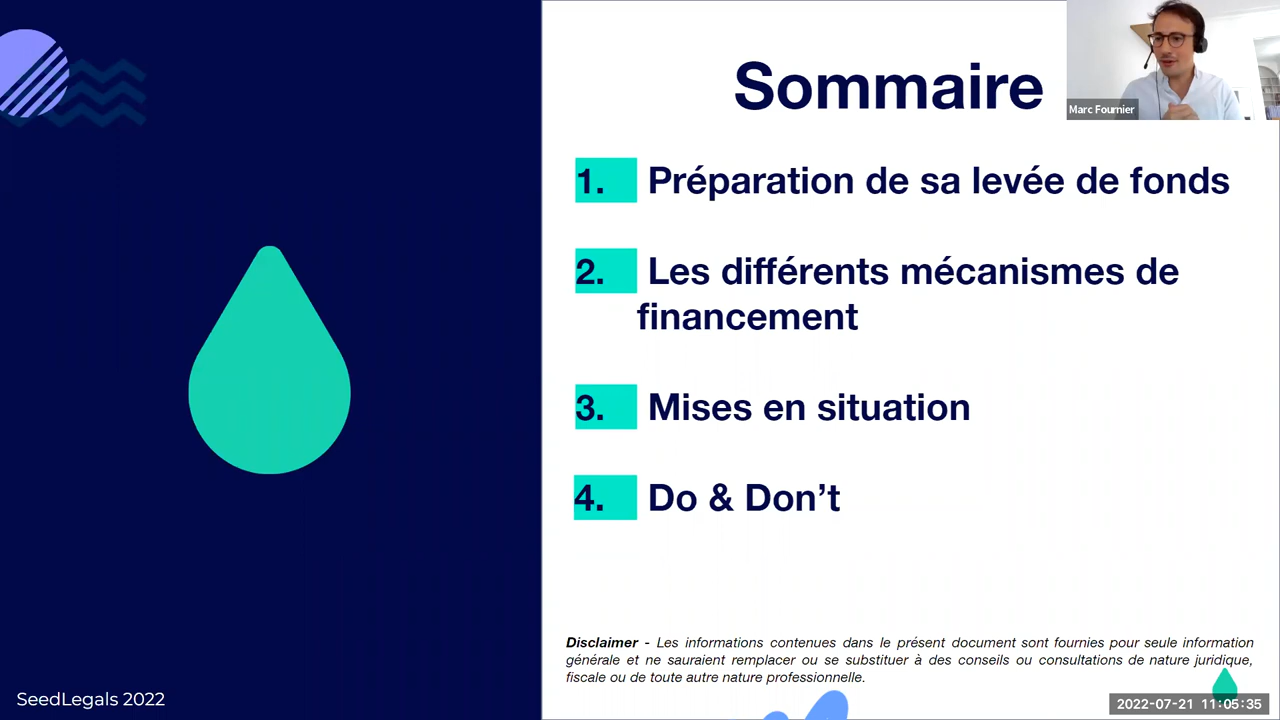 Sommaire
Marc Fournier
1. Préparation de sa levée de fonds
2. Les différents mécanismes de
financement
3. Mises en situation
4. Do & Don’t
Disclaimer - Les informations contenues dans le présent document sont fournies pour seule information
générale et ne sauraient remplacer ou se substituer à des conseils ou consultations de nature juridique,
fiscale ou de toute autre nature professionnelle.
SeedLegals 2022
2022-07-21 11:05:35